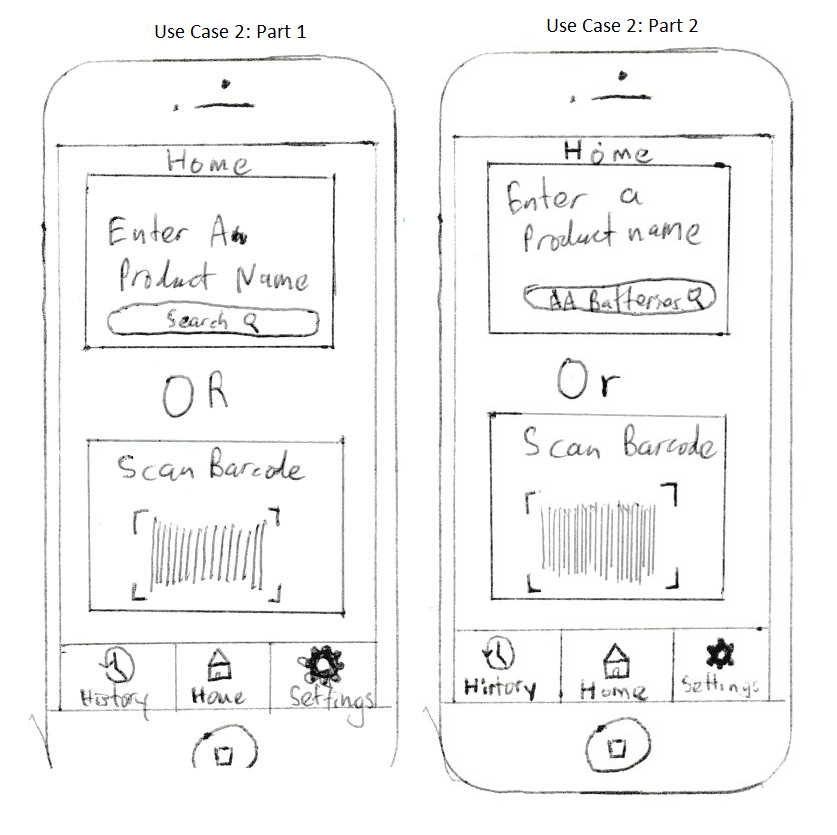 Use Case 2: Part 1
Home
Enter A
Product Name
Search
OR
Scan Barcode
History Home Settings
Use Case 2: Part 2
Home
Enter a
Product name
AA Batteries
Or
Scan Barcode
History Home Settings